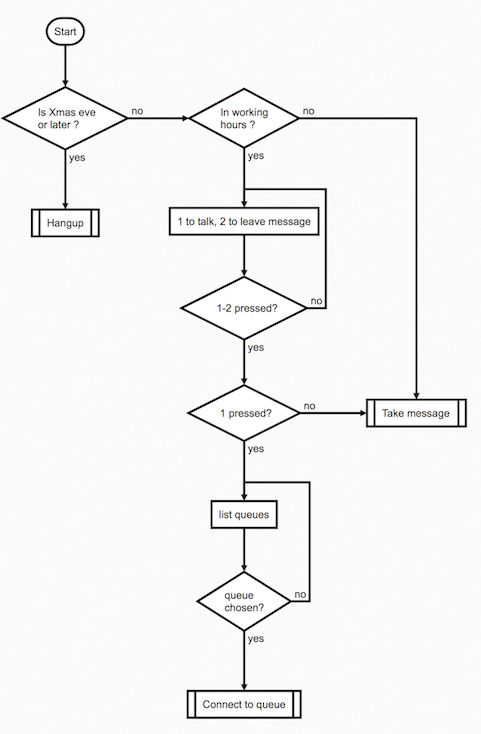 Start
Is Xmas eve
or later ?
no
In working
hours ?
no
yes
yes
Hangup
1 to talk, 2 to leave message
1-2 pressed?
no
yes
1 pressed?
no
Take message
yes
list queues
queue
chosen?
no
yes
Connect to queue